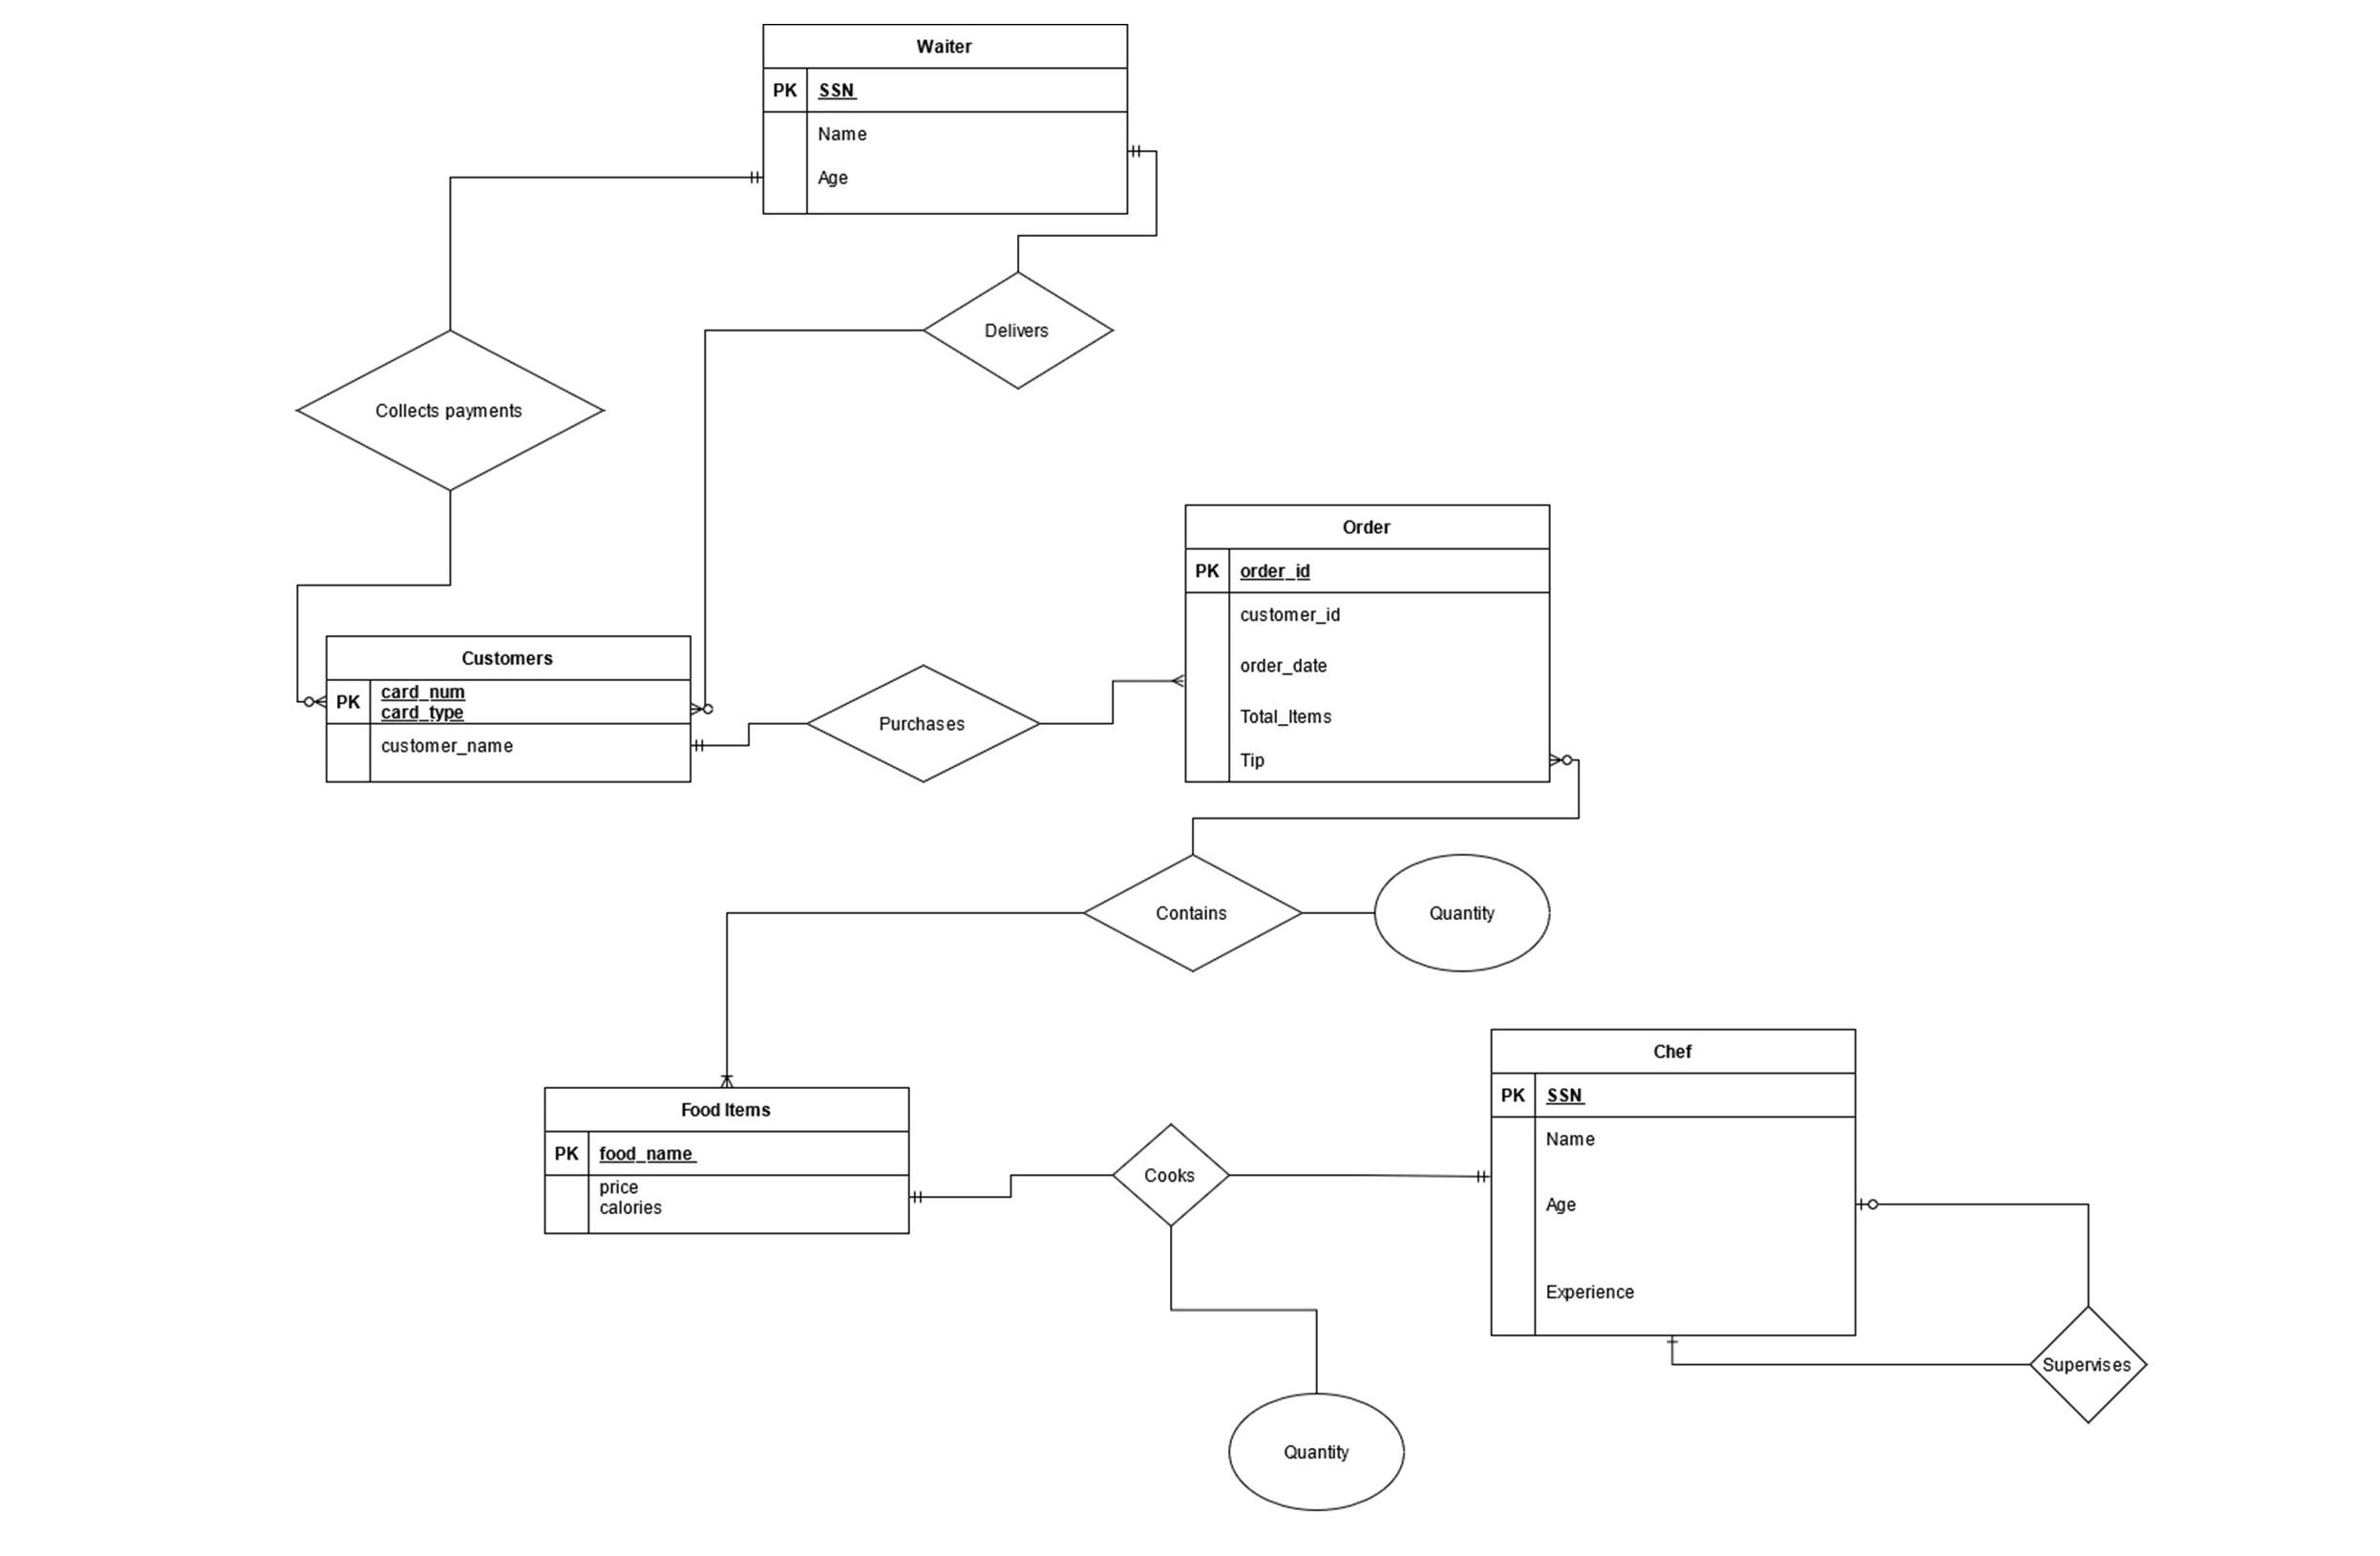 Waiter
PK SSN
Name
Age
Delivers
Collects payments
Order
PK order_id
customer_id
order_date
Total_Items
Tip
Customers
PK card_num
card_type
customer_name
Purchases
Contains
Quantity
Food Items
PK food_name
price
calories
Cooks
Chef
PK SSN
Name
Age
Experience
Supervises
Quantity